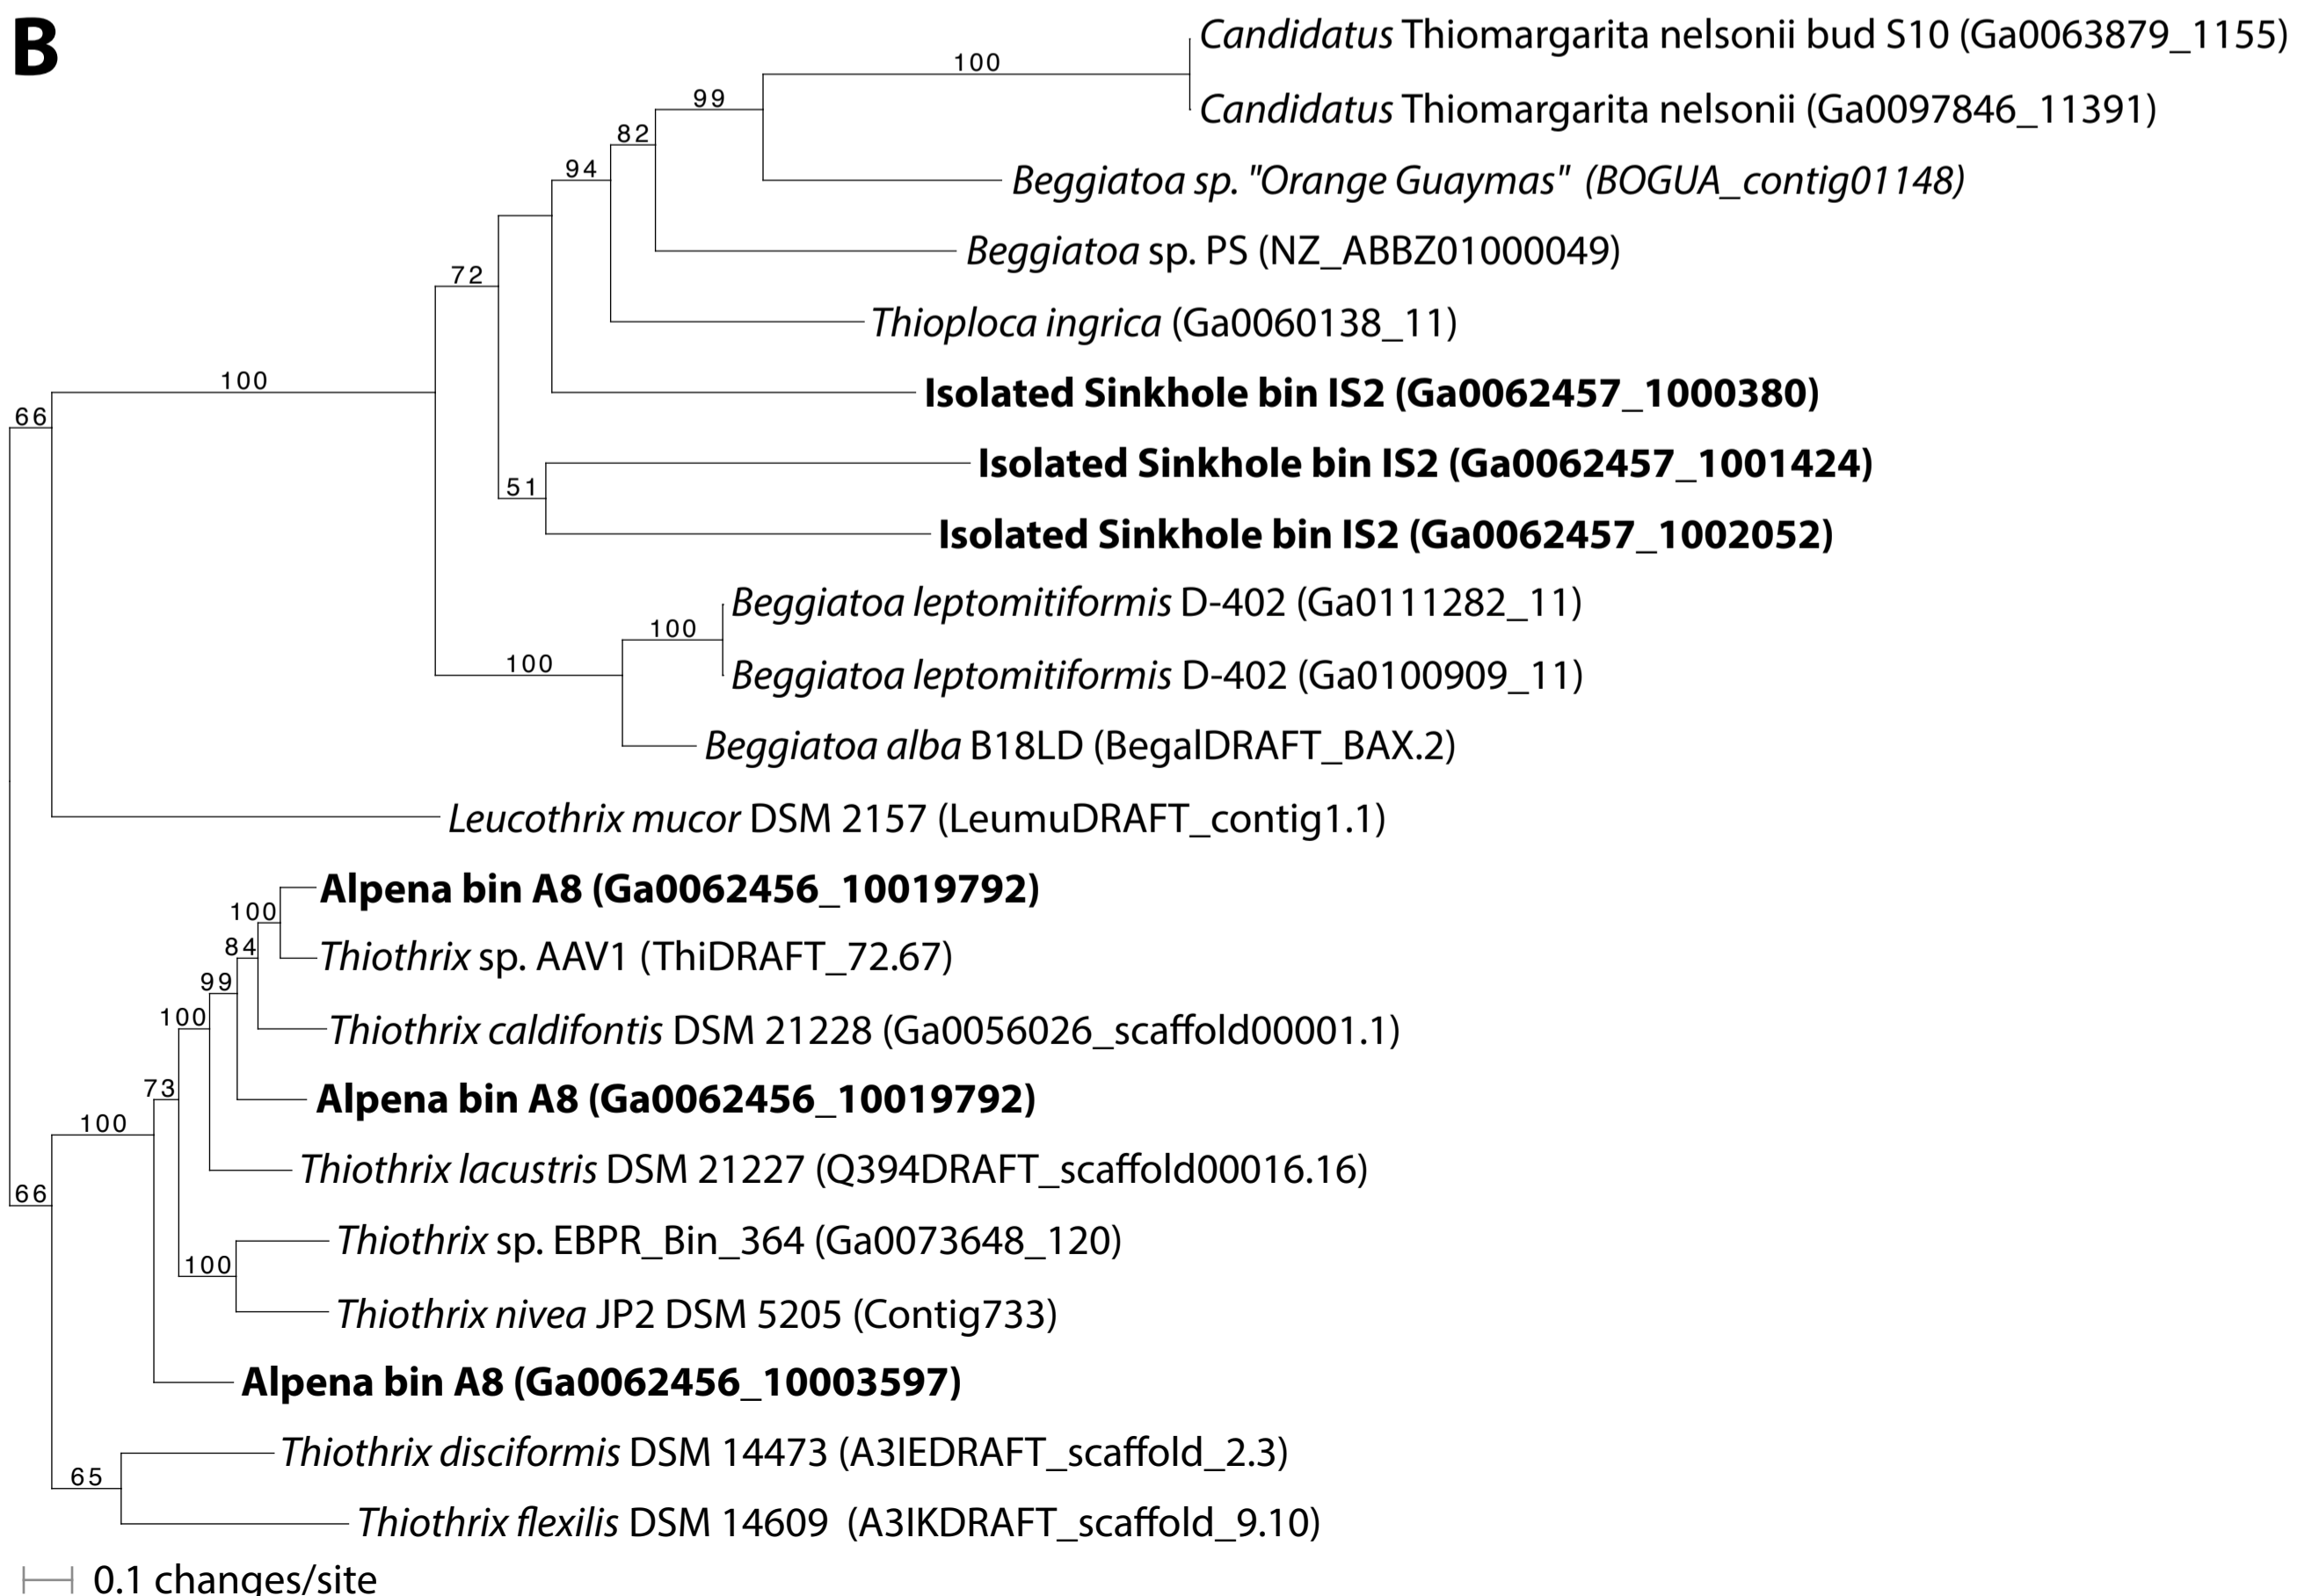 B
Candidatus Thiomargarita nelsonii bud S10 (Ga0063879_1155)
100
Candidatus Thiomargarita nelsonii (Ga0097846_11391)
99
82
94
Beggiatoa sp. "Orange Guaymas" (BOGUA_contig01148)
Beggiatoa sp. PS (NZ_ABBZ01000049)
72
Thioploca ingrica (Ga0060138_11)
100
Isolated Sinkhole bin IS2 (Ga0062457_1000380)
66
Isolated Sinkhole bin IS2 (Ga0062457_1001424)
51
Isolated Sinkhole bin IS2 (Ga0062457_1002052)
Beggiatoa leptomitiformis D-402 (Ga0111282_11)
100
100
Beggiatoa leptomitiformis D-402 (Ga0100909_11)
Beggiatoa alba B18LD (BegalDRAFT_BAX.2)
Leucothrix mucor DSM 2157 (LeumuDRAFT_contig1.1)
Alpena bin A8 (Ga0062456_10019792)
100
84
Thiothrix sp. AAV1 (ThiDRAFT_72.67)
99
100
Thiothrix caldifontis DSM 21228 (Ga0056026_scaffold00001.1)
73
Alpena bin A8 (Ga0062456_10019792)
100
Thiothrix lacustris DSM 21227 (Q394DRAFT_scaffold00016.16)
66
Thiothrix sp. EBPR_Bin_364 (Ga0073648_120)
100
Thiothrix nivea JP2 DSM 5205 (Contig733)
Alpena bin A8 (Ga0062456_10003597)
Thiothrix disciformis DSM 14473 (A3IEDRAFT_scaffold_2.3)
65
Thiothrix flexilis DSM 14609 (A3IKDRAFT_scaffold_9.10)
0.1 changes/site